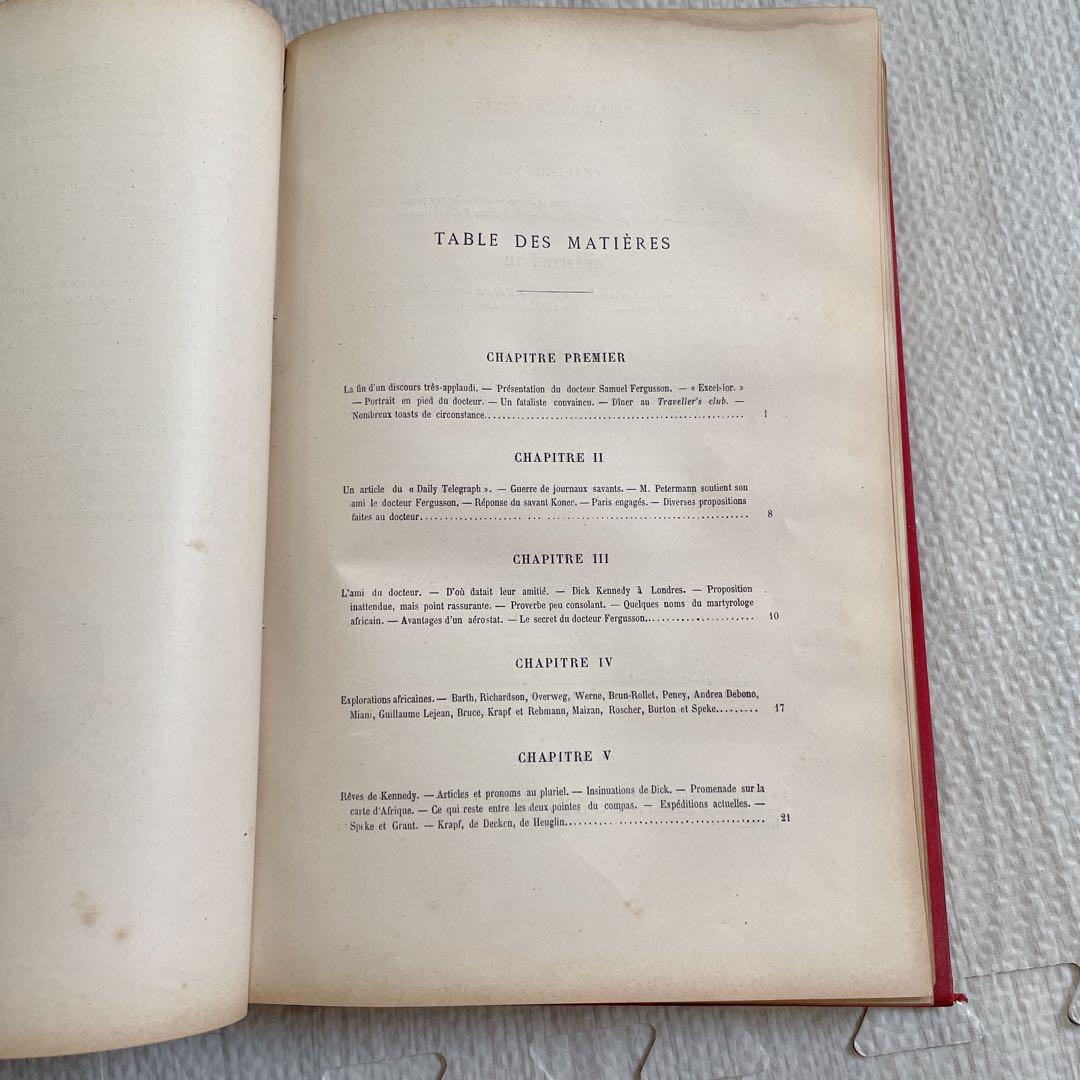 TABLE DES MATIÈRES
CHAPITRE PREMIER
La fin d'un discours très-applaudi. — Présentation du docteur Samuel Fergusson. — « Excelsior. »
— Portrait en pied du docteur. — Un fataliste convaincu. — Dîner au Traveller's club. —
Nombreux toasts de circonstance. 1
CHAPITRE II
Un article du « Daily Telegraph ». — Guerre de journaux savants. — M. Petermann soutient son
ami le docteur Fergusson. — Réponse du savant Koner. — Paris engagés. — Diverses propositions
faites au docteur. 8
CHAPITRE III
L'ami du docteur. — D'où datait leur amitié. — Dick Kennedy à Londres. — Proposition
inattendue, mais point rassurante. — Proverbe peu consolant. — Quelques noms du martyrologe
africain. — Avantages d'un aérostat. — Le secret du docteur Fergusson. 10
CHAPITRE IV
Explorations africaines. — Barth, Richardson, Overweg, Werne, Brun-Rollet, Peney, Andrea Debono,
Miani, Guillaume Lejean, Bruce, Krapf et Rebmann, Maizan, Roscher, Burton et Speke. 17
CHAPITRE V
Rêves de Kennedy. — Articles et pronoms au pluriel. — Insinuations de Dick. — Promenade sur la
carte d'Afrique. — Ce qui reste entre les deux pointes du compas. — Expéditions actuelles. —
Speke et Grant. — Krapf, de Decken, de Heuglin. 21